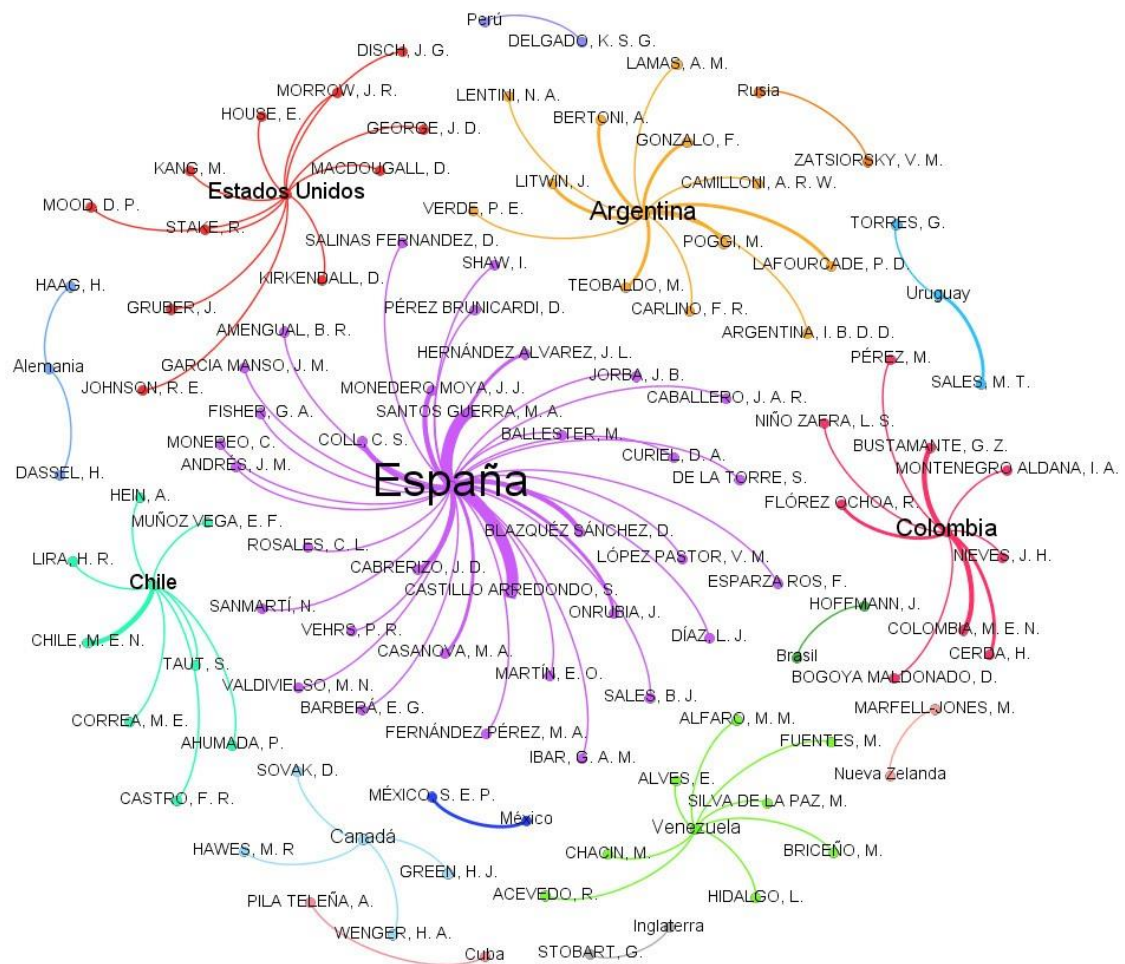 Perú
DISCH, J. G.
DELGADO, K. S. G.
LAMAS, A. M.
MORROW, J. R.
LENTINI, N. A.
Rusia
HOUSE, E.
BERTONI, A.
GEORGE, J. D.
GONZALO, F.
ZATSIORSKY, V. M.
KANG, M.
MACDOUGALL, D.
Estados Unidos
LITWIN, J.
CAMILLONI, A. R. W.
MOOD, D. P.
VERDE, P. E.
Argentina
TORRES, G.
STAKE, R.
SALINAS FERNANDEZ, D.
POGGI, M.
SHAW, I.
LAFOURCADE, P. D.
HAAG, H.
KIRKENDALL, D.
TEOBALDO, M.
Uruguay
GRUBER, J.
PÉREZ BRUNICARDI, D.
CARLINO, F. R.
AMENGUAL, B. R.
ARGENTINA, I. B. D. D.
HERNÁNDEZ ALVAREZ, J. L.
PÉREZ, M.
Alemania
GARCIA MANSO, J. M.
JORBA, J. B.
JOHNSON, R. E.
MONEDERO MOYA, J. J.
CABALLERO, J. A. R.
SALES, M. T.
FISHER, G. A.
SANTOS GUERRA, M. A.
NIÑO ZAFRA, L. S.
MONEREO, C.
COLL, C. S.
BALLESTER, M.
BUSTAMANTE, G. Z.
CURIEL, D. A.
ANDRÉS, J. M.
MONTENEGRO ALDANA, I. A.
DASSEL, H.
España
DE LA TORRE, S.
HEIN, A.
FLÓREZ OCHOA, R.
MUÑOZ VEGA, E. F.
Colombia
ROSALES, C. L.
BLAZQUÉZ SÁNCHEZ, D.
LIRA, H. R.
LÓPEZ PASTOR, V. M.
NIEVES, J. H.
Chile
CABRERIZO, J. D.
CASTILLO ARREDONDO, S.
ESPARZA ROS, F.
SANMARTÍ, N.
ONRUBIA, J.
HOFFMANN, J.
VEHRS, P. R.
DÍAZ, L. J.
COLOMBIA, M. E. N.
CHILE, M. E. N.
CASANOVA, M. A.
Brasil
CERDA, H.
TAUT, S.
MARTÍN, E. O.
BOGOYA MALDONADO, D.
VALDIVIELSO, M. N.
SALES, B. J.
BARBERÁ, E. G.
MARFELL-JONES, M.
CORREA, M. E.
ALFARO, M. M.
FERNÁNDEZ PÉREZ, M. A.
FUENTES, M.
AHUMADA, P.
IBAR, G. A. M.
SOVAK, D.
ALVES, E.
Nueva Zelanda
MÉXICO, S. E. P.
CASTRO, F. R.
SILVA DE LA PAZ, M.
México
Venezuela
Canadá
HAWES, M. R
CHACIN, M.
BRICEÑO, M.
GREEN, H. J.
ACEVEDO, R.
HIDALGO, L.
PILA TELEÑA, A.
Inglaterra
WENGER, H. A.
STOBART, G.
Cuba